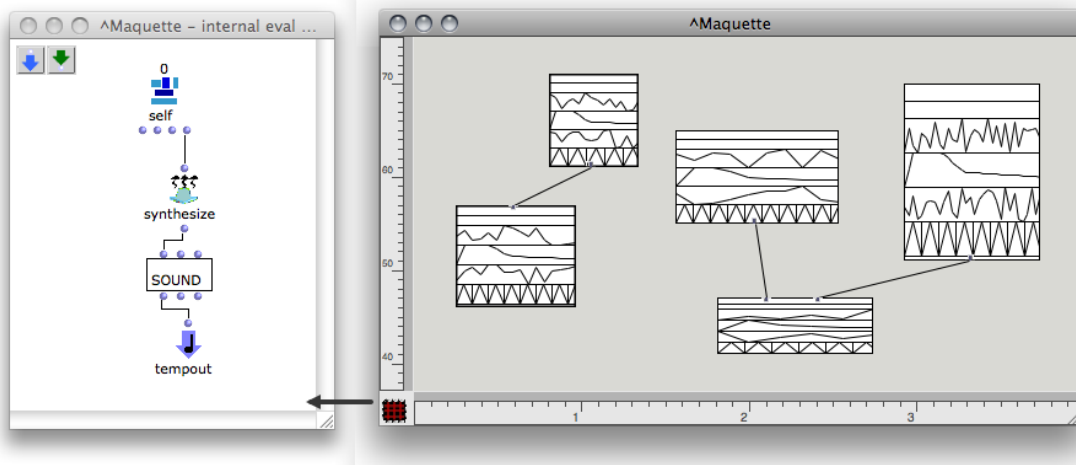 ^Maquette - internal eval ...
0
self
synthesize
SOUND
tempout
^Maquette
70
60
50
40
1
2
3